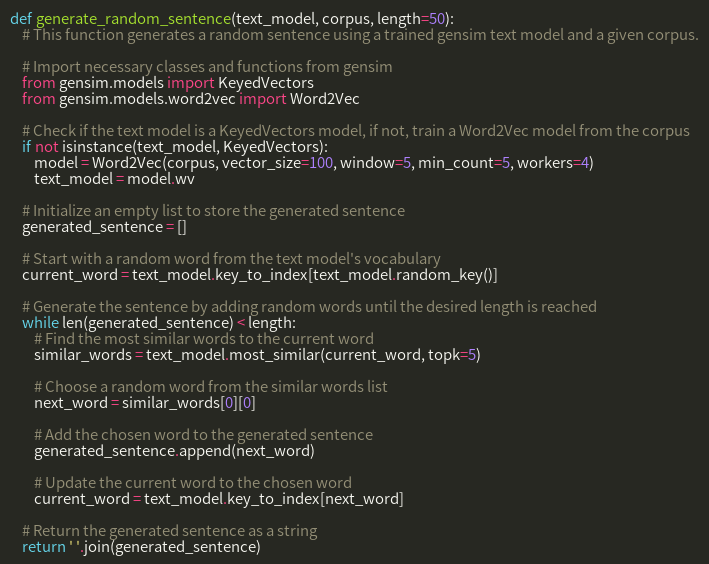 def generate_random_sentence(text_model, corpus, length=50):
    # This function generates a random sentence using a trained gensim text model and a given corpus.

    # Import necessary classes and functions from gensim
    from gensim.models import KeyedVectors
    from gensim.models.word2vec import Word2Vec

    # Check if the text model is a KeyedVectors model, if not, train a Word2Vec model from the corpus
    if not isinstance(text_model, KeyedVectors):
        model = Word2Vec(corpus, vector_size=100, window=5, min_count=5, workers=4)
        text_model = model.wv

    # Initialize an empty list to store the generated sentence
    generated_sentence = []

    # Start with a random word from the text model's vocabulary
    current_word = text_model.key_to_index[text_model.random_key()]

    # Generate the sentence by adding random words until the desired length is reached
    while len(generated_sentence) < length:
        # Find the most similar words to the current word
        similar_words = text_model.most_similar(current_word, topk=5)

        # Choose a random word from the similar words list
        next_word = similar_words[0][0]

        # Add the chosen word to the generated sentence
        generated_sentence.append(next_word)

        # Update the current word to the chosen word
        current_word = text_model.key_to_index[next_word]

    # Return the generated sentence as a string
    return ' '.join(generated_sentence)